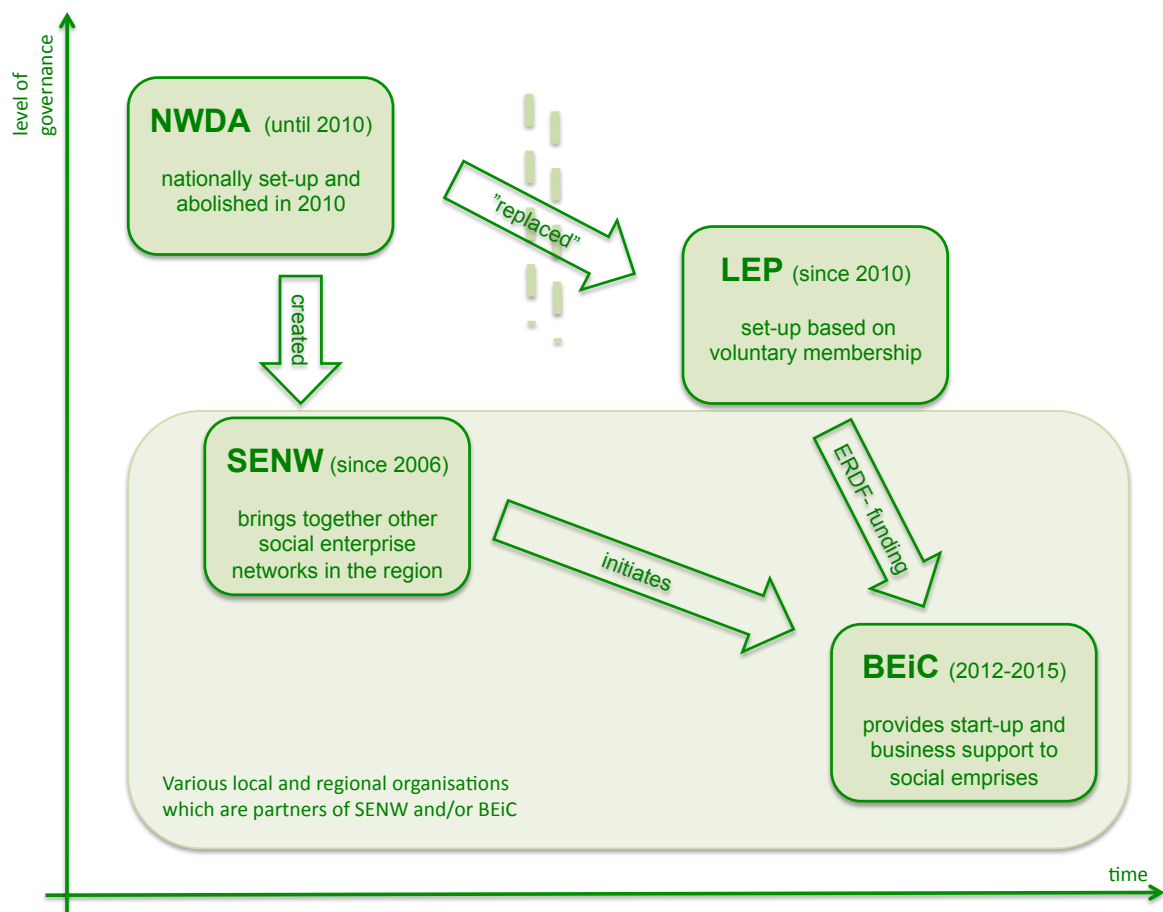 level of
governance
NWDA (until 2010)
nationally set-up and
abolished in 2010
”replaced”
LEP (since 2010)
set-up based on
voluntary membership
created
SENW (since 2006)
brings together other
social enterprise
networks in the region
ERDF- funding
initiates
BEiC (2012-2015)
provides start-up and
business support to
social emprises
Various local and regional organisations
which are partners of SENW and/or BEiC
time